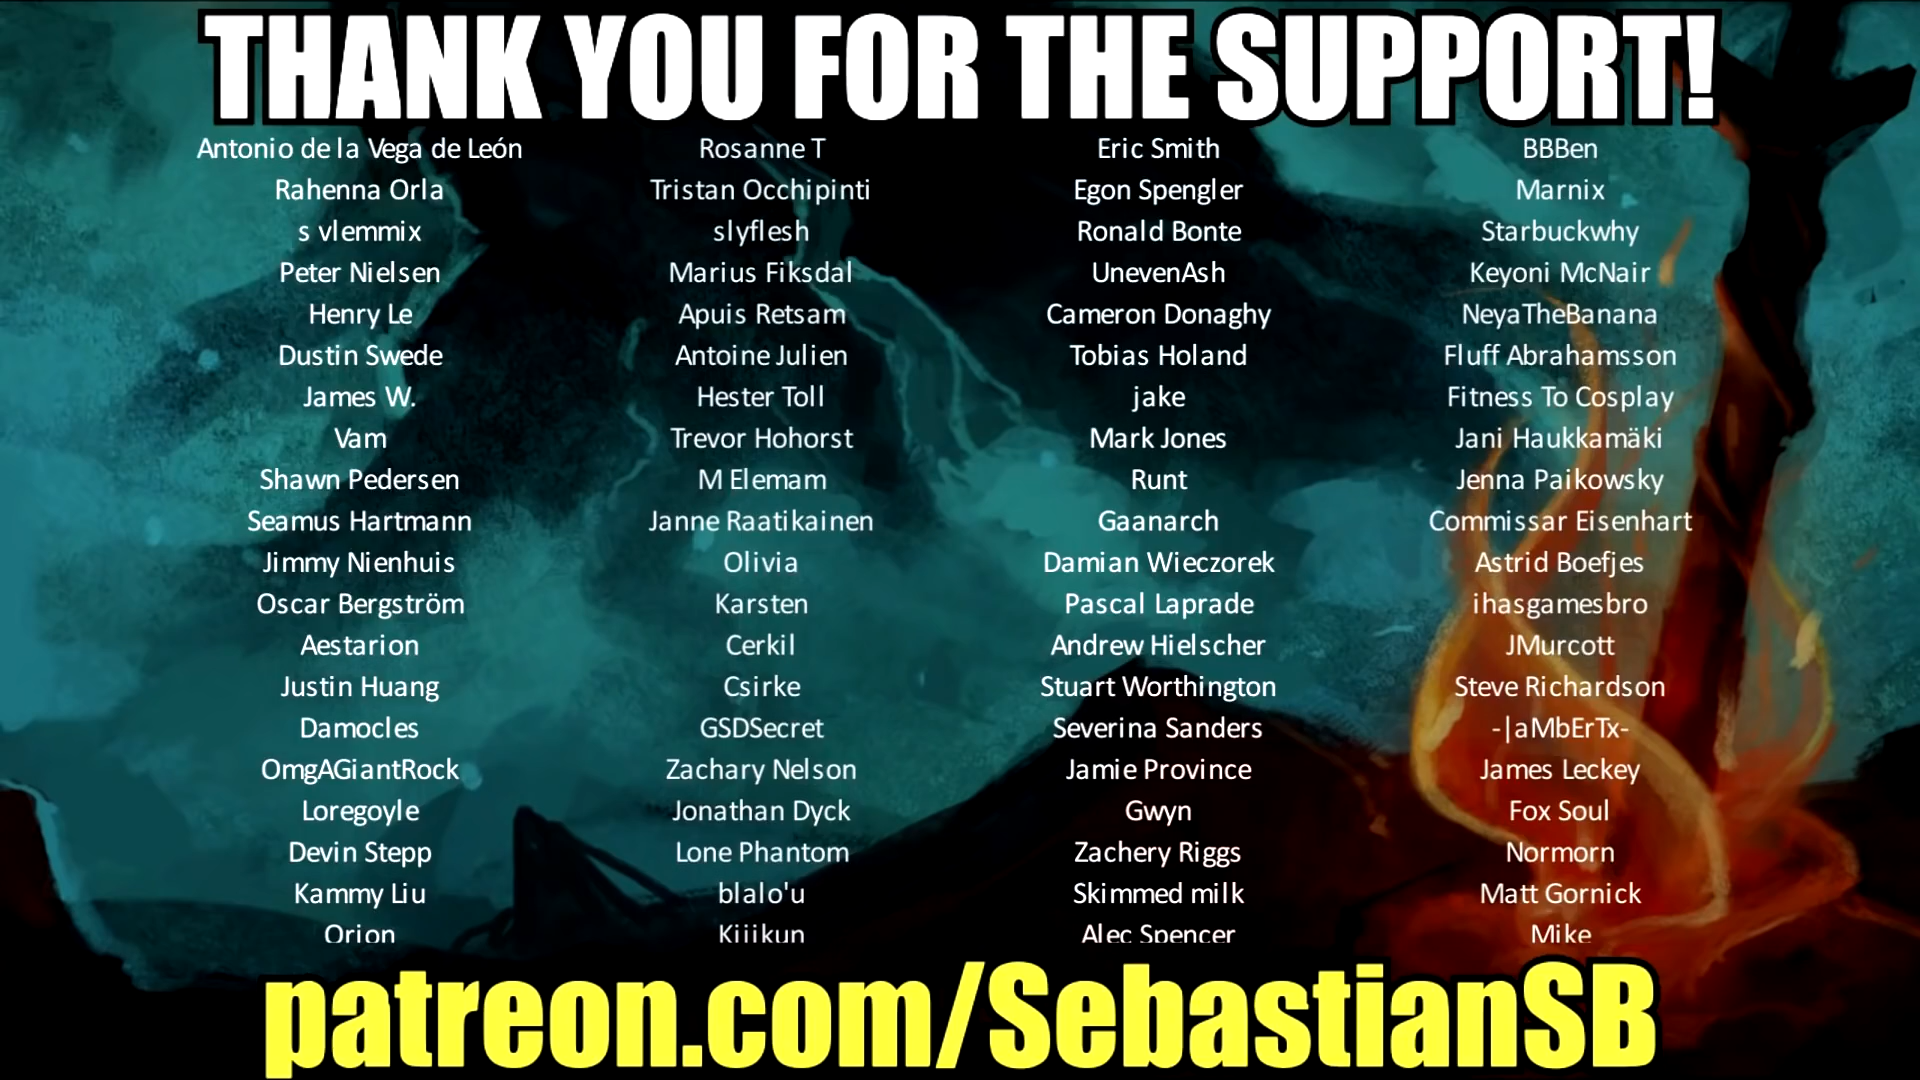 THANK YOU FOR THE SUPPORT!
Antonio de la Vega de León Rosanne T Eric Smith BBBen
Rahenna Orla Tristan Occhipinti Egon Spengler Marnix
s vlemmix slyflesh Ronald Bonte Starbuckwhy
Peter Nielsen Marius Fiksdal UnevenAsh Keyoni McNair
Henry Le Apuis Retsam Cameron Donaghy NeyaTheBanana
Dustin Swede Antoine Julien Tobias Holand Fluff Abrahamsson
James W. Hester Toll jake Fitness To Cosplay
Vam Trevor Hohorst Mark Jones Jani Haukkamäki
Shawn Pedersen M Elemam Runt Jenna Paikowsky
Seamus Hartmann Janne Raatikainen Gaanarch Commissar Eisenhart
Jimmy Nienhuis Olivia Damian Wieczorek Astrid Boefjes
Oscar Bergström Karsten Pascal Laprade ihasgamesbro
Aestarion Cerkil Andrew Hielscher JMurcott
Justin Huang Csirke Stuart Worthington Steve Richardson
Damocles GSDSecret Severina Sanders -|aMbErTx-
OmgAGiantRock Zachary Nelson Jamie Province James Leckey
Loregoyle Jonathan Dyck Gwyn Fox Soul
Devin Stepp Lone Phantom Zachery Riggs Normorn
Kammy Liu blalo'u Skimmed milk Matt Gornick
Orion Kiiikun Alec Spencer Mike
patreon.com/SebastianSB